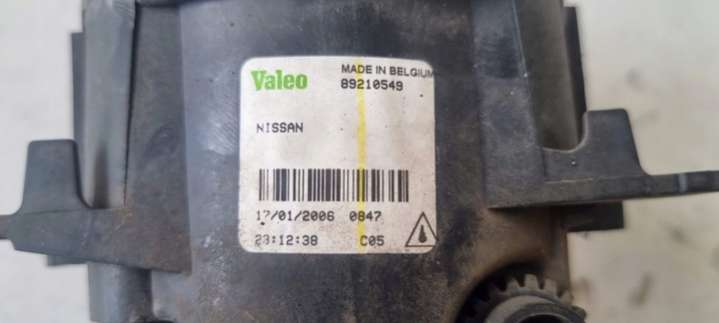 Valeo MADE IN BELGIUM
89210549
NISSAN
17/01/2006 0847
23:12:38 C05